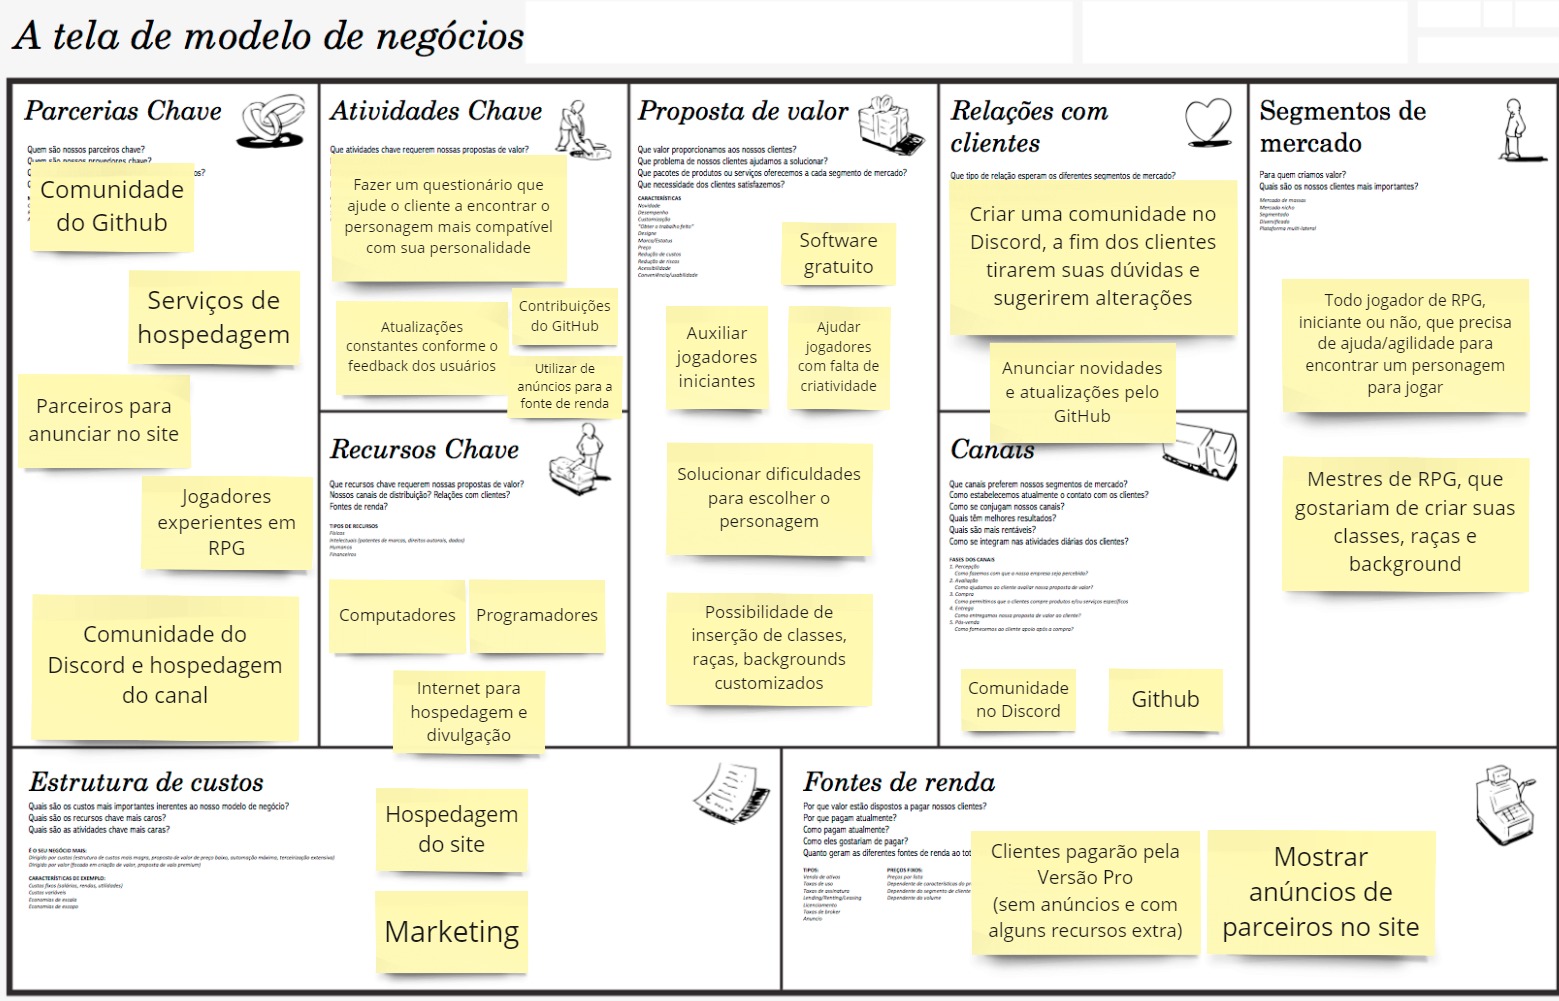 A tela de modelo de negócios
Parcerias Chave
Quem são nossos parceiros chave?
Quem são nossos provedores chave?
os?
Comunidade
do Github
Serviços de
hospedagem
Parceiros para
anunciar no site
Jogadores
experientes em
RPG
Comunidade do
Discord e hospedagem
do canal
Atividades Chave
Que atividades chave requerem nossas propostas de valor?
Fazer um questionário que
ajude o cliente a encontrar o
personagem mais compatível
com sua personalidade
Atualizações
constantes conforme o
feedback dos usuários
Contribuições
do GitHub
Utilizar de
anúncios para a
fonte de renda
Recursos Chave
Que recursos chave requerem nossas propostas de valor?
Nossos canais de distribuição? Relações com clientes?
Fontes de renda?
TIPOS DE RECURSOS
Físicos
Intelectuais (patentes de marcas, direitos autorais, dados)
Humanos
Financeiros
Computadores
Programadores
Internet para
hospedagem e
divulgação
Proposta de valor
Que valor proporcionamos aos nossos clientes?
Que problema de nossos clientes ajudamos a solucionar?
Que pacotes de produtos ou serviços oferecemos a cada segmento de mercado?
Que necessidade dos clientes satisfazemos?
CARACTERÍSTICAS
Novidade
Desempenho
Customização
"Obter o trabalho feito"
Designe
Marca/Estatus
Preço
Redução de custos
Redução de riscos
Acessibilidade
Conveniência/usabilidade
Software
gratuito
Auxiliar
jogadores
iniciantes
Ajudar
jogadores
com falta de
criatividade
Solucionar dificuldades
para escolher o
personagem
Possibilidade de
inserção de classes,
raças, backgrounds
customizados
Relações com
clientes
Que tipo de relação esperam os diferentes segmentos de mercado?
Criar uma comunidade no
Discord, a fim dos clientes
tirarem suas dúvidas e
sugerirem alterações
Anunciar novidades
e atualizações pelo
GitHub
Canais
Que canais preferem nossos segmentos de mercado?
Como estabelecemos atualmente o contato com os clientes?
Como se conjugam nossos canais?
Quais têm melhores resultados?
Quais são mais rentáveis?
Como se integram nas atividades diárias dos clientes?
FASES DOS CANAIS
1. Percepção
Como fazemos com que a nossa empresa seja percebida?
2. Avaliação
Como ajudamos ao cliente avaliar nossa proposta de valor?
3. Compra
Como permitimos que o clientes compre produtos e/ou serviços específicos
4. Entrega
Como entregamos nossa proposta de valor ao cliente?
5. Pós-venda
Como fornecemos ao cliente apoio após a compra?
Comunidade
no Discord
Github
Segmentos de
mercado
Para quem criamos valor?
Quais são os nossos clientes mais importantes?
Mercado de massas
Mercado nicho
Segmentado
Diversificado
Plataforma multi-lateral
Todo jogador de RPG,
iniciante ou não, que precisa
de ajuda/agilidade para
encontrar um personagem
para jogar
Mestres de RPG, que
gostariam de criar suas
classes, raças e
background
Estrutura de custos
Quais são os custos mais importantes inerentes ao nosso modelo de negócio?
Quais são os recursos chave mais caros?
Quais são as atividades chave mais caras?
É O SEU NEGÓCIO MAIS:
Dirigido por custos (estrutura de custos mais magra, proposta de valor de preço baixo, automação máxima, terceirização extensiva)
Dirigido por valor (focado em criação de valor, proposta de valo premium)
CARACTERÍSTICAS DE EXEMPLO:
Custos fixos (salários, rendas, utilidades)
Custos variáveis
Economias de escala
Economias de escopo
Hospedagem
do site
Marketing
Fontes de renda
Por que valor estão dispostos a pagar nossos clientes?
Por que pagam atualmente?
Como pagam atualmente?
Como eles gostariam de pagar?
Quanto geram as diferentes fontes de renda ao tot
TIPOS:
Venda de ativos
Taxas de uso
Taxas de assinatura
Lending/Renting/Leasing
Licenciamento
Taxas de broker
Anuncio
PREÇOS FIXOS:
Preços por lista
Dependente de características do pr
Dependente do segmento de cliente
Dependente do volume
Clientes pagarão pela
Versão Pro
(sem anúncios e com
alguns recursos extra)
Mostrar
anúncios de
parceiros no site